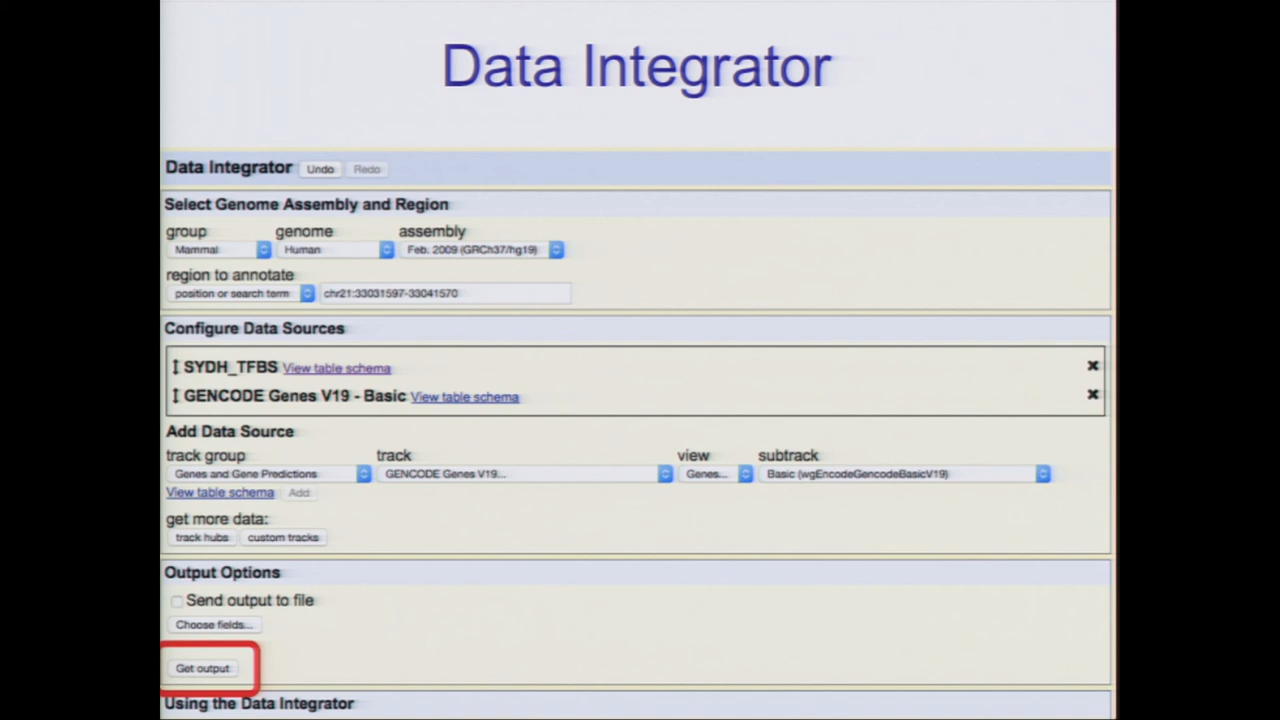 Data Integrator
Data Integrator Undo Redo
Select Genome Assembly and Region
group genome assembly
Mammal Human Feb. 2009 (GRCh37/hg19)
region to annotate
position or search term chr21:33031597-33041570
Configure Data Sources
SYDH_TFBS View table schema
GENCODE Genes V19 - Basic View table schema
Add Data Source
track group track view subtrack
Genes and Gene Predictions GENCODE Genes V19... Genes... Basic (wgEncodeGencodeBasicV19)
View table schema Add
get more data:
track hubs custom tracks
Output Options
Send output to file
Choose fields...
Get output
Using the Data Integrator